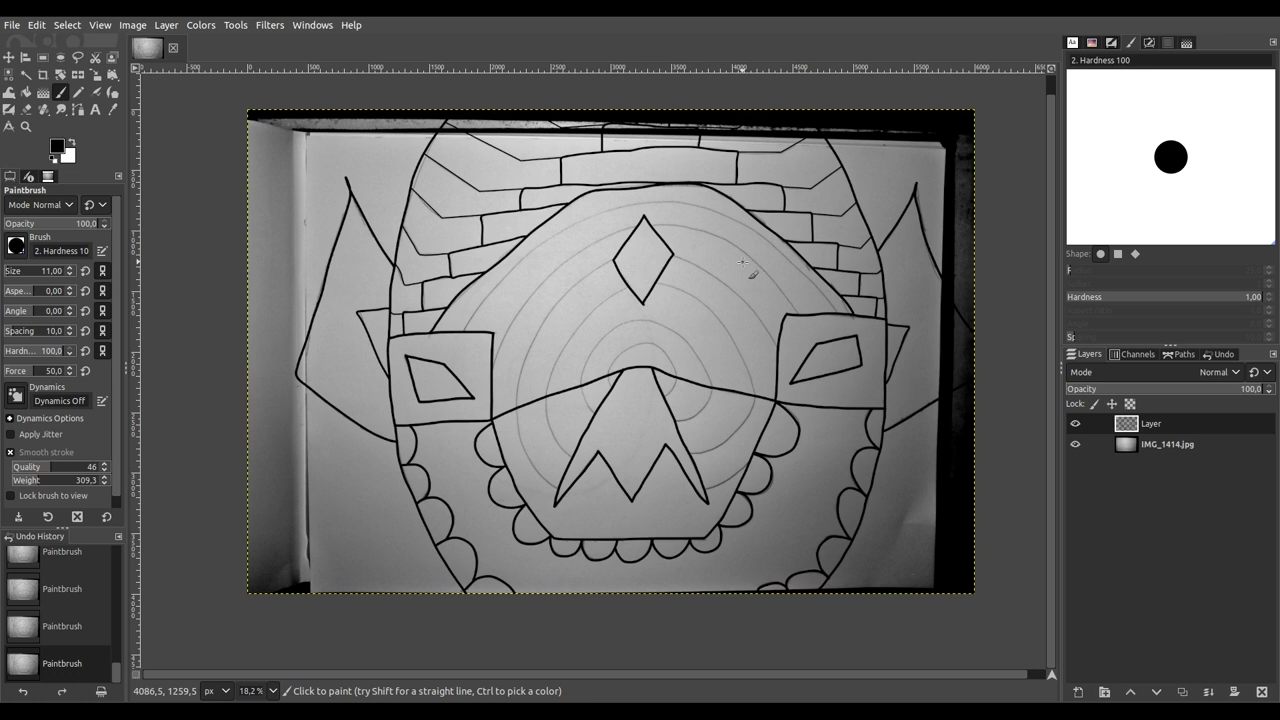 File Edit Select View Image Layer Colors Tools Filters Windows Help
Paintbrush
Mode Normal
Opacity 100,0
Brush
2. Hardness 10
Size 11,00
Aspe... 0,00
Angle 0,00
Spacing 10,0
Hardn... 100,0
Force 50,0
Dynamics
Dynamics Off
Dynamics Options
Apply Jitter
Smooth stroke
Quality 46
Weight 309,3
Lock brush to view
Undo History
Paintbrush
Paintbrush
Paintbrush
Paintbrush
4086,5, 1259,5 px 18,2 % Click to paint (try Shift for a straight line, Ctrl to pick a color)
2. Hardness 100
Shape:
Hardness 1,00
Layers Channels Paths Undo
Mode Normal
Opacity 100,0
Lock:
Layer
IMG_1414.jpg